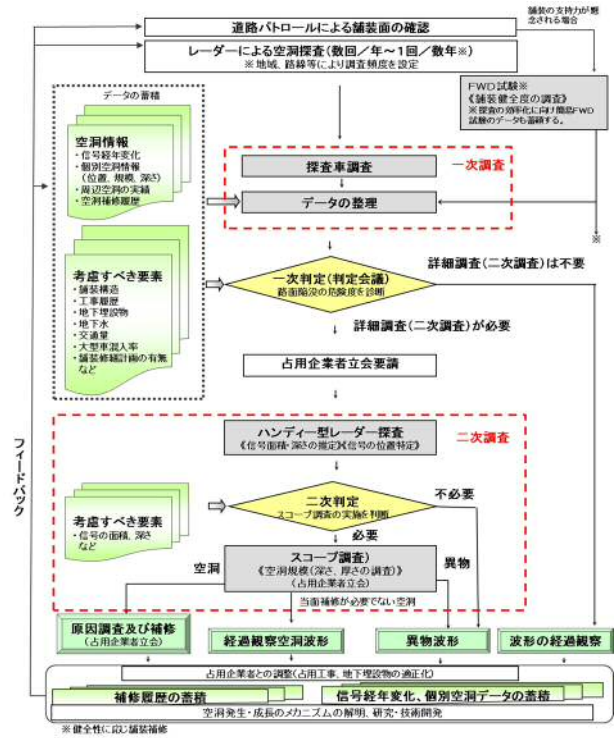 道路パトロールによる舗装面の確認
舗装の支持力が懸
念される場合
レーダーによる空洞探査(数回/年～1回/数年※)
※地域、路線等により調査頻度を設定
FWD試験※
《舗装健全度の調査》
※探査の効率化に向け簡易FWD
試験のデータも蓄積する。
データの蓄積
空洞情報
・信号経年変化
・個別空洞情報
(位置、規模、深さ)
・周辺空洞の実績
・空洞補修履歴
探査車調査
一次調査
データの整理
※
考慮すべき要素
・舗装構造
・工事履歴
・地下埋設物
・地下水
・交通量
・大型車混入率
・舗装修繕計画の有無
など
一次判定(判定会議)
路面陥没の危険度を診断
詳細調査(二次調査)は不要
詳細調査(二次調査)が必要
占用企業者立会要請
フィードバック
ハンディー型レーダー探査
《信号面積・深さの推定》《信号の位置特定》
二次調査
考慮すべき要素
・信号の面積、深さ
など
二次判定
スコープ調査の実施を判断
不必要
必要
空洞
スコープ調査)
《空洞規模(深さ、厚さの調査)》
(占用企業者立会)
異物
当面補修が必要でない空洞
原因調査及び補修
(占用企業者立会)
経過観察空洞波形
異物波形
波形の経過観察
占用企業者との調整(占用工事、地下埋設物の適正化)
補修履歴の蓄積
信号経年変化、個別空洞データの蓄積
空洞発生・成長のメカニズムの解明、研究・技術開発
※健全性に応じ舗装補修